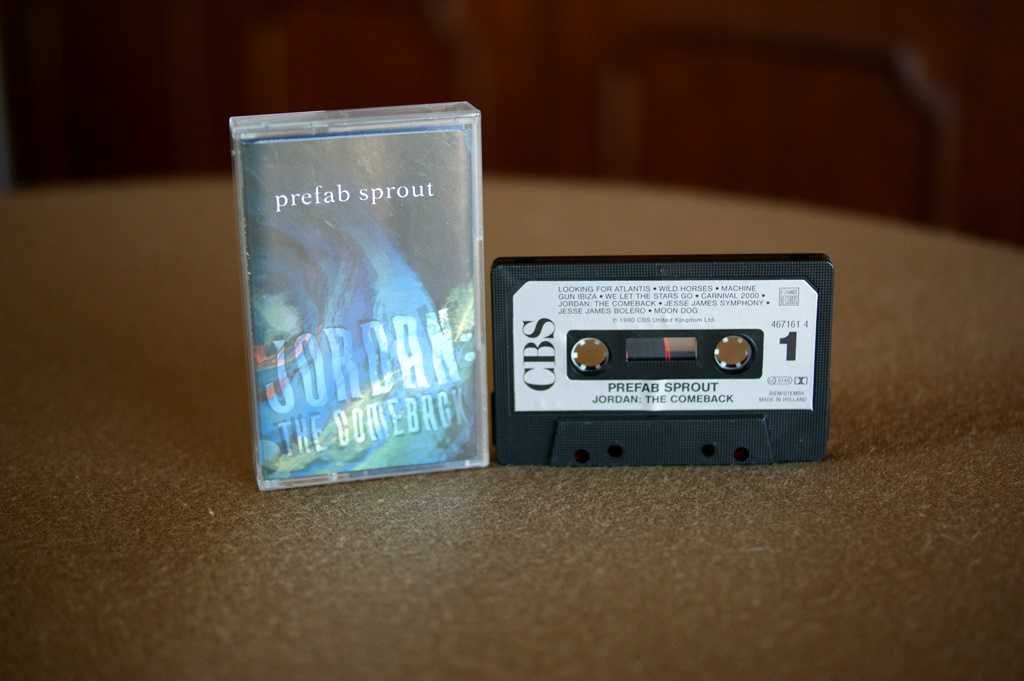 prefab sprout
JORDAN:
THE COMEBACK
LOOKING FOR ATLANTIS • WILD HORSES • MACHINE
GUN IBIZA • WE LET THE STARS GO • CARNIVAL 2000 •
JORDAN: THE COMEBACK • JESSE JAMES SYMPHONY •
JESSE JAMES BOLERO • MOON DOG
℗ 1990 CBS United Kingdom Ltd.
CBS
467161 4
1
PREFAB SPROUT
JORDAN: THE COMEBACK
BIEM/STEMRA
MADE IN HOLLAND